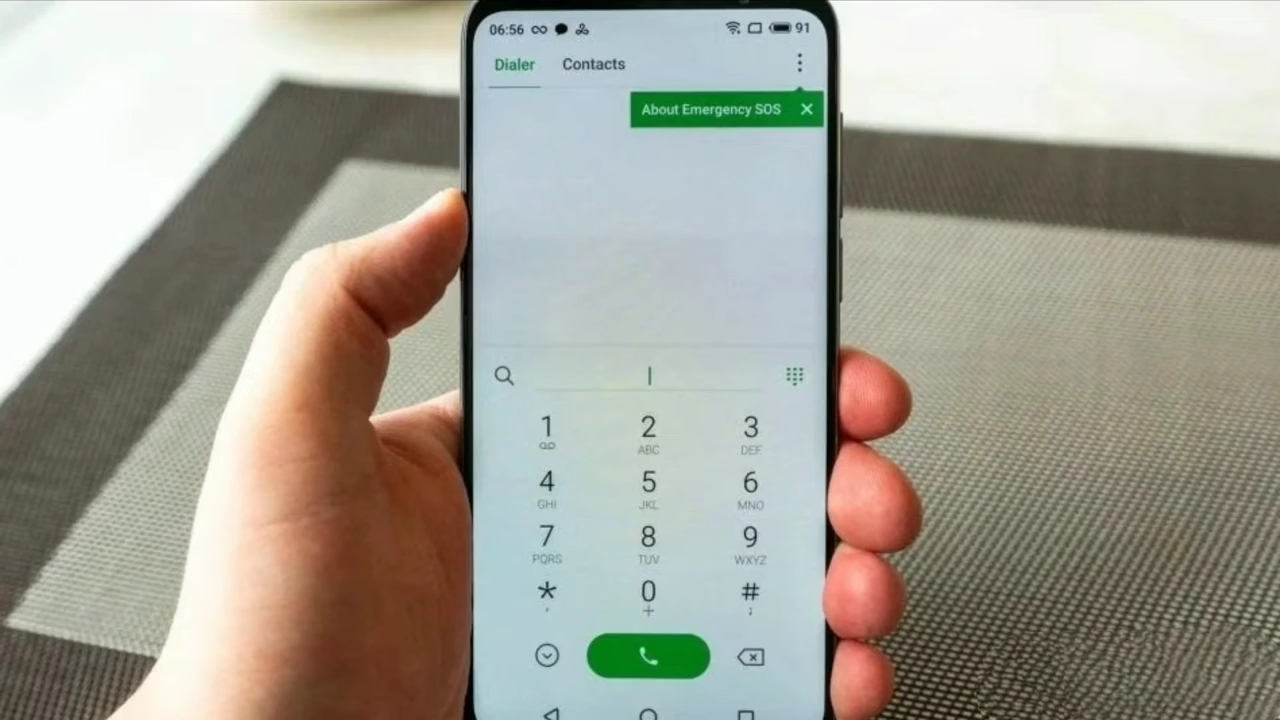 06:56 91
Dialer Contacts
About Emergency SOS
1 2 3
ABC DEF
4 5 6
GHI JKL MNO
7 8 9
PQRS TUV WXYZ
* 0 #
, + ;